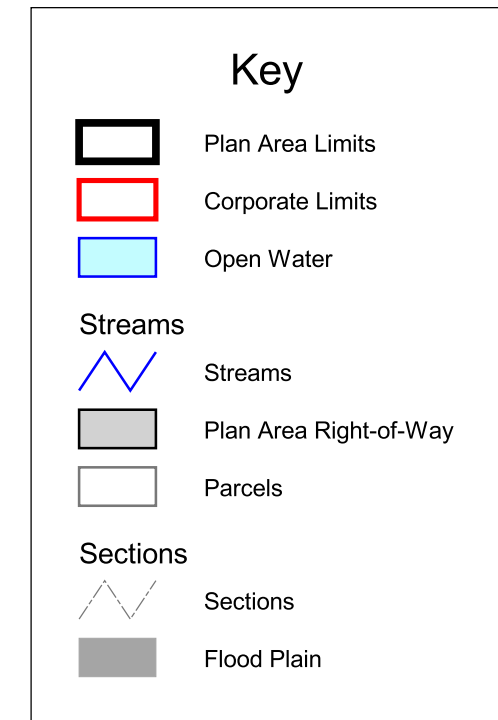 Key
Plan Area Limits
Corporate Limits
Open Water
Streams
Streams
Plan Area Right-of-Way
Parcels
Sections
Sections
Flood Plain